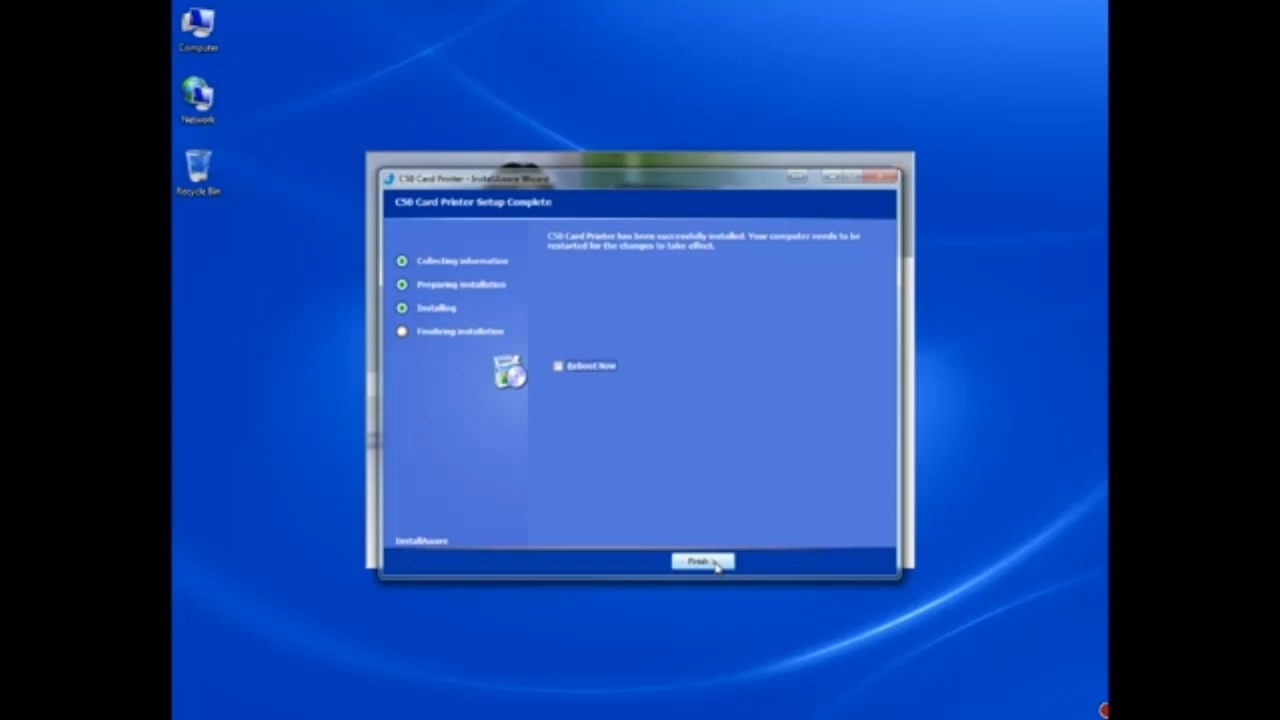 Computer
Network
Recycle Bin
C50 Card Printer - InstallAware Wizard
C50 Card Printer Setup Complete
C50 Card Printer has been successfully installed. Your computer needs to be
restarted for the changes to take effect.
Collecting information
Preparing installation
Installing
Finalizing installation
Reboot Now
InstallAware
Finish